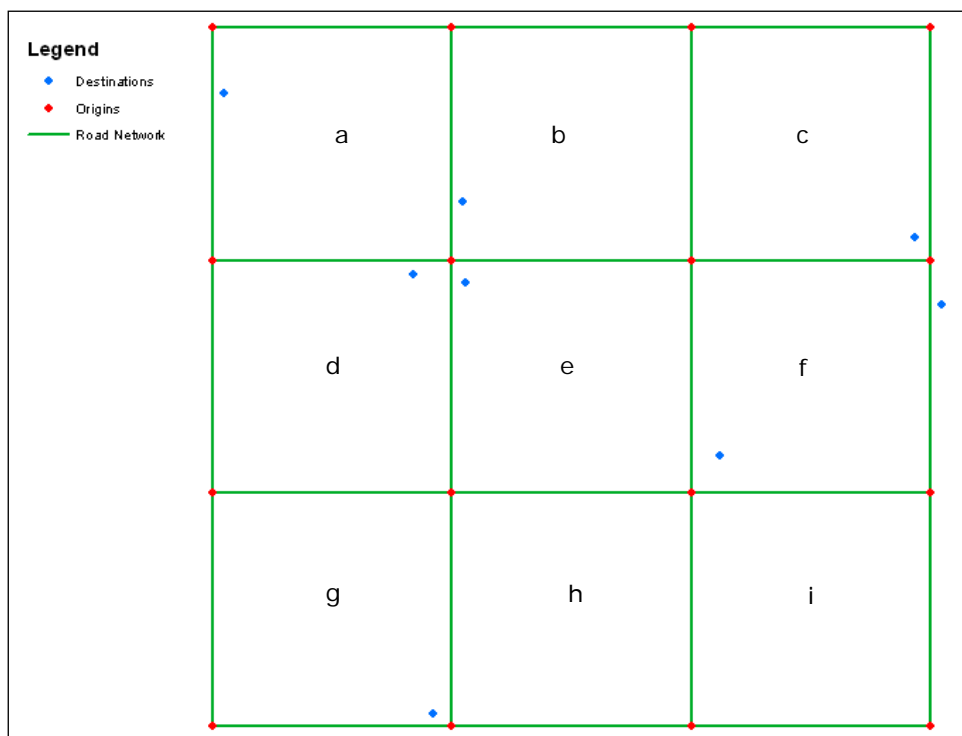 Legend
Destinations
Origins
Road Network
a b c
d e f
g h i